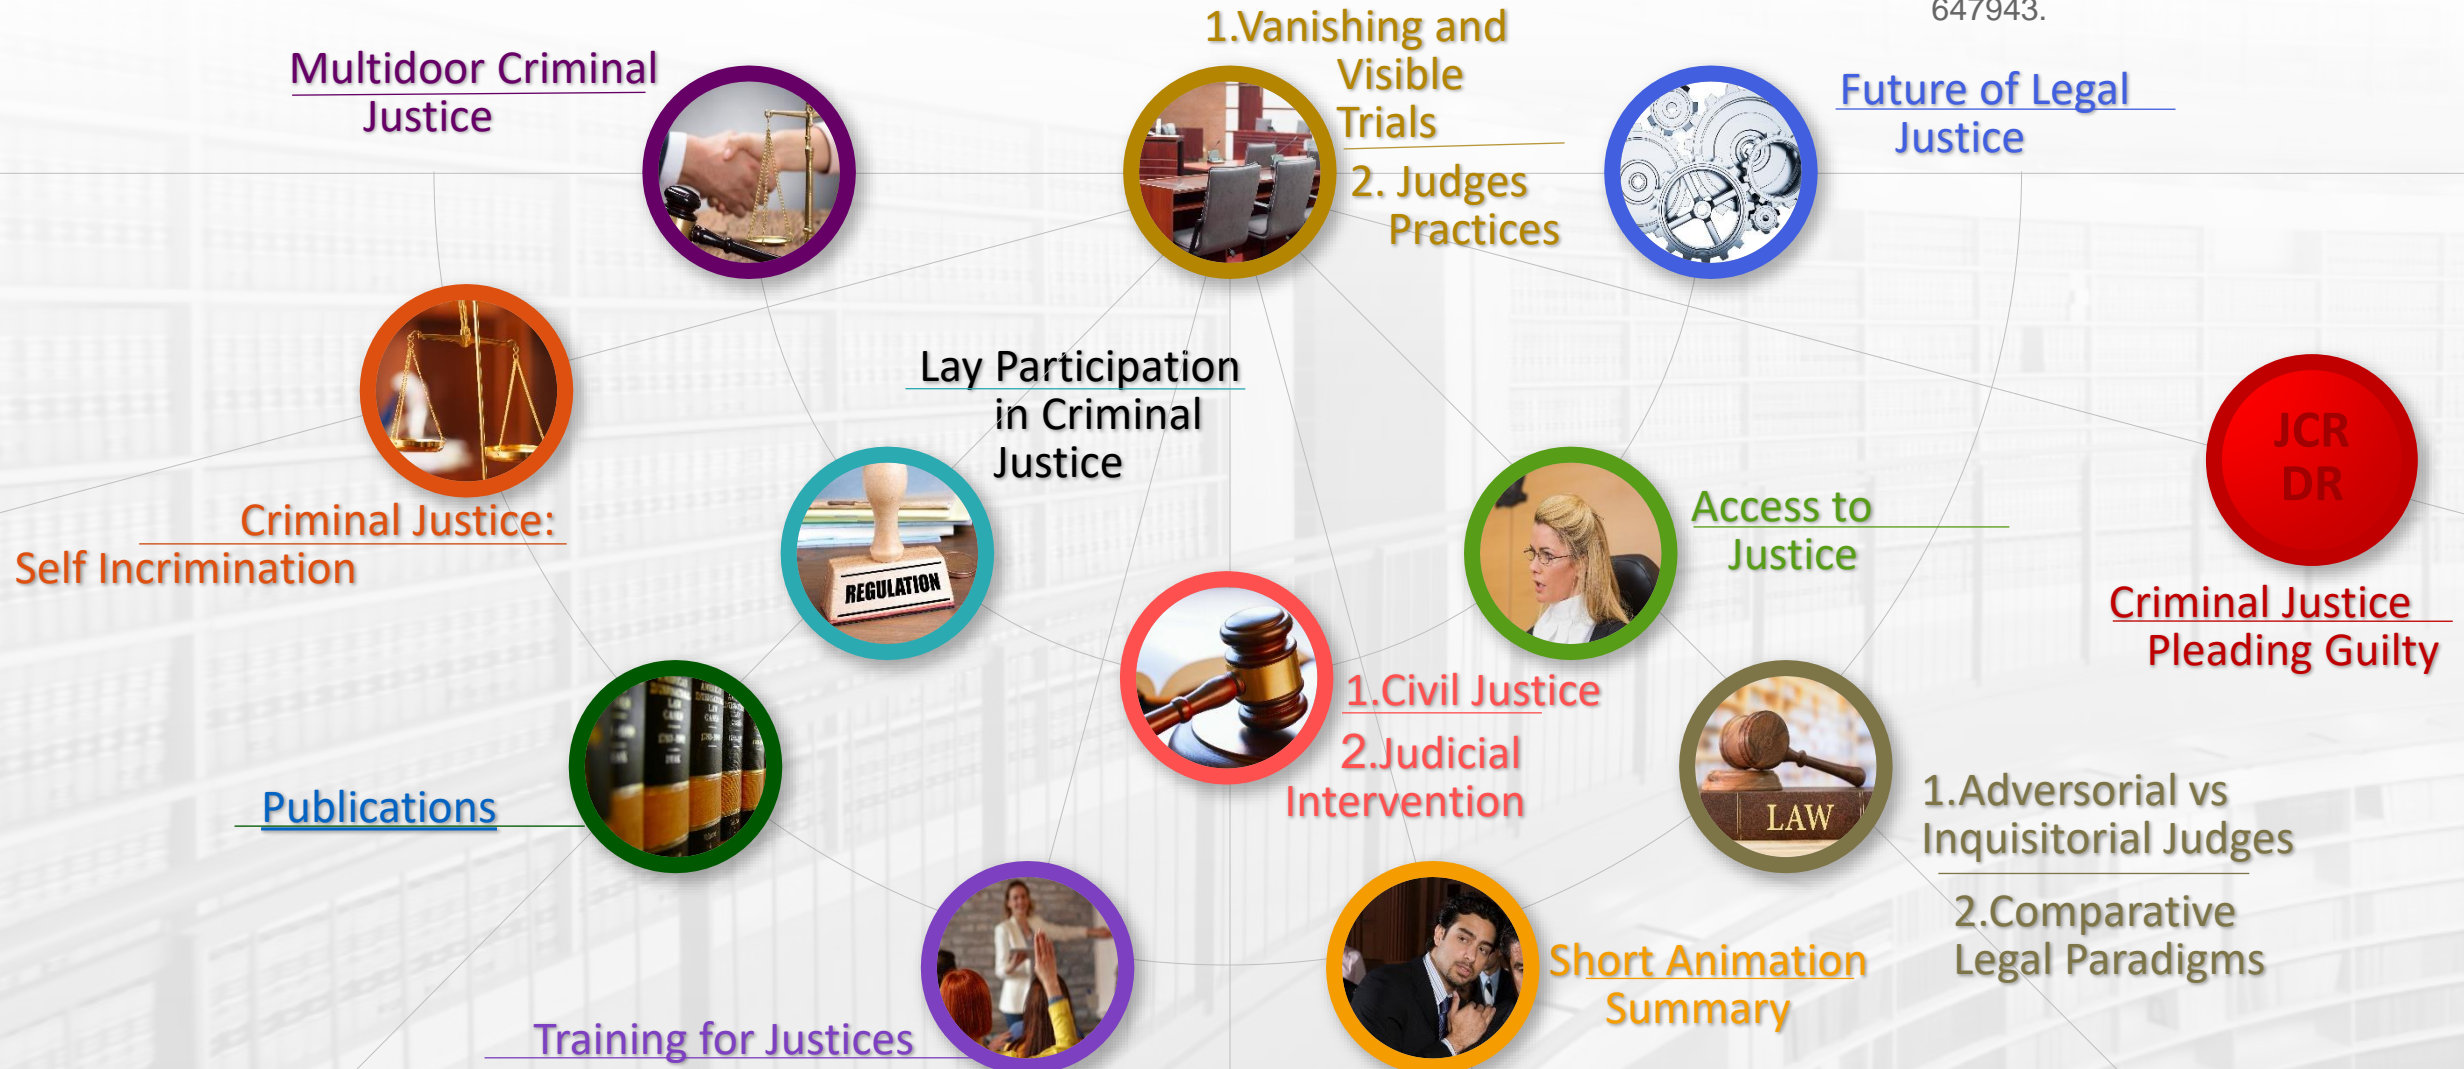 647943.
Multidoor Criminal
Justice
1.Vanishing and
Visible
Trials
2. Judges
Practices
Future of Legal
Justice
Criminal Justice:
Self Incrimination
Lay Participation
in Criminal
Justice
REGULATION
Access to
Justice
JCR
DR
Criminal Justice
Pleading Guilty
Publications
1.Civil Justice
2.Judicial
Intervention
LAW
1.Adversorial vs
Inquisitorial Judges
2.Comparative
Legal Paradigms
Training for Justices
Short Animation
Summary